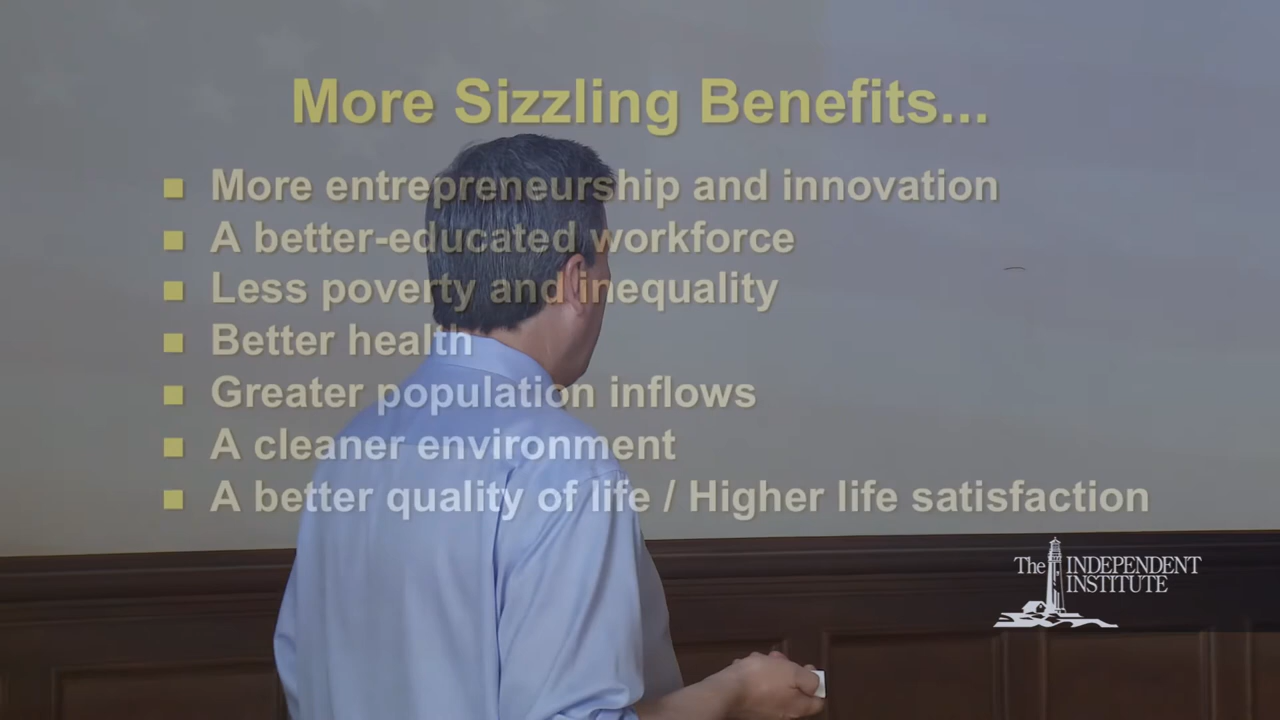 More Sizzling Benefits...
More entrepreneurship and innovation
A better-educated workforce
Less poverty and inequality
Better health
Greater population inflows
A cleaner environment
A better quality of life / Higher life satisfaction
The INDEPENDENT
INSTITUTE